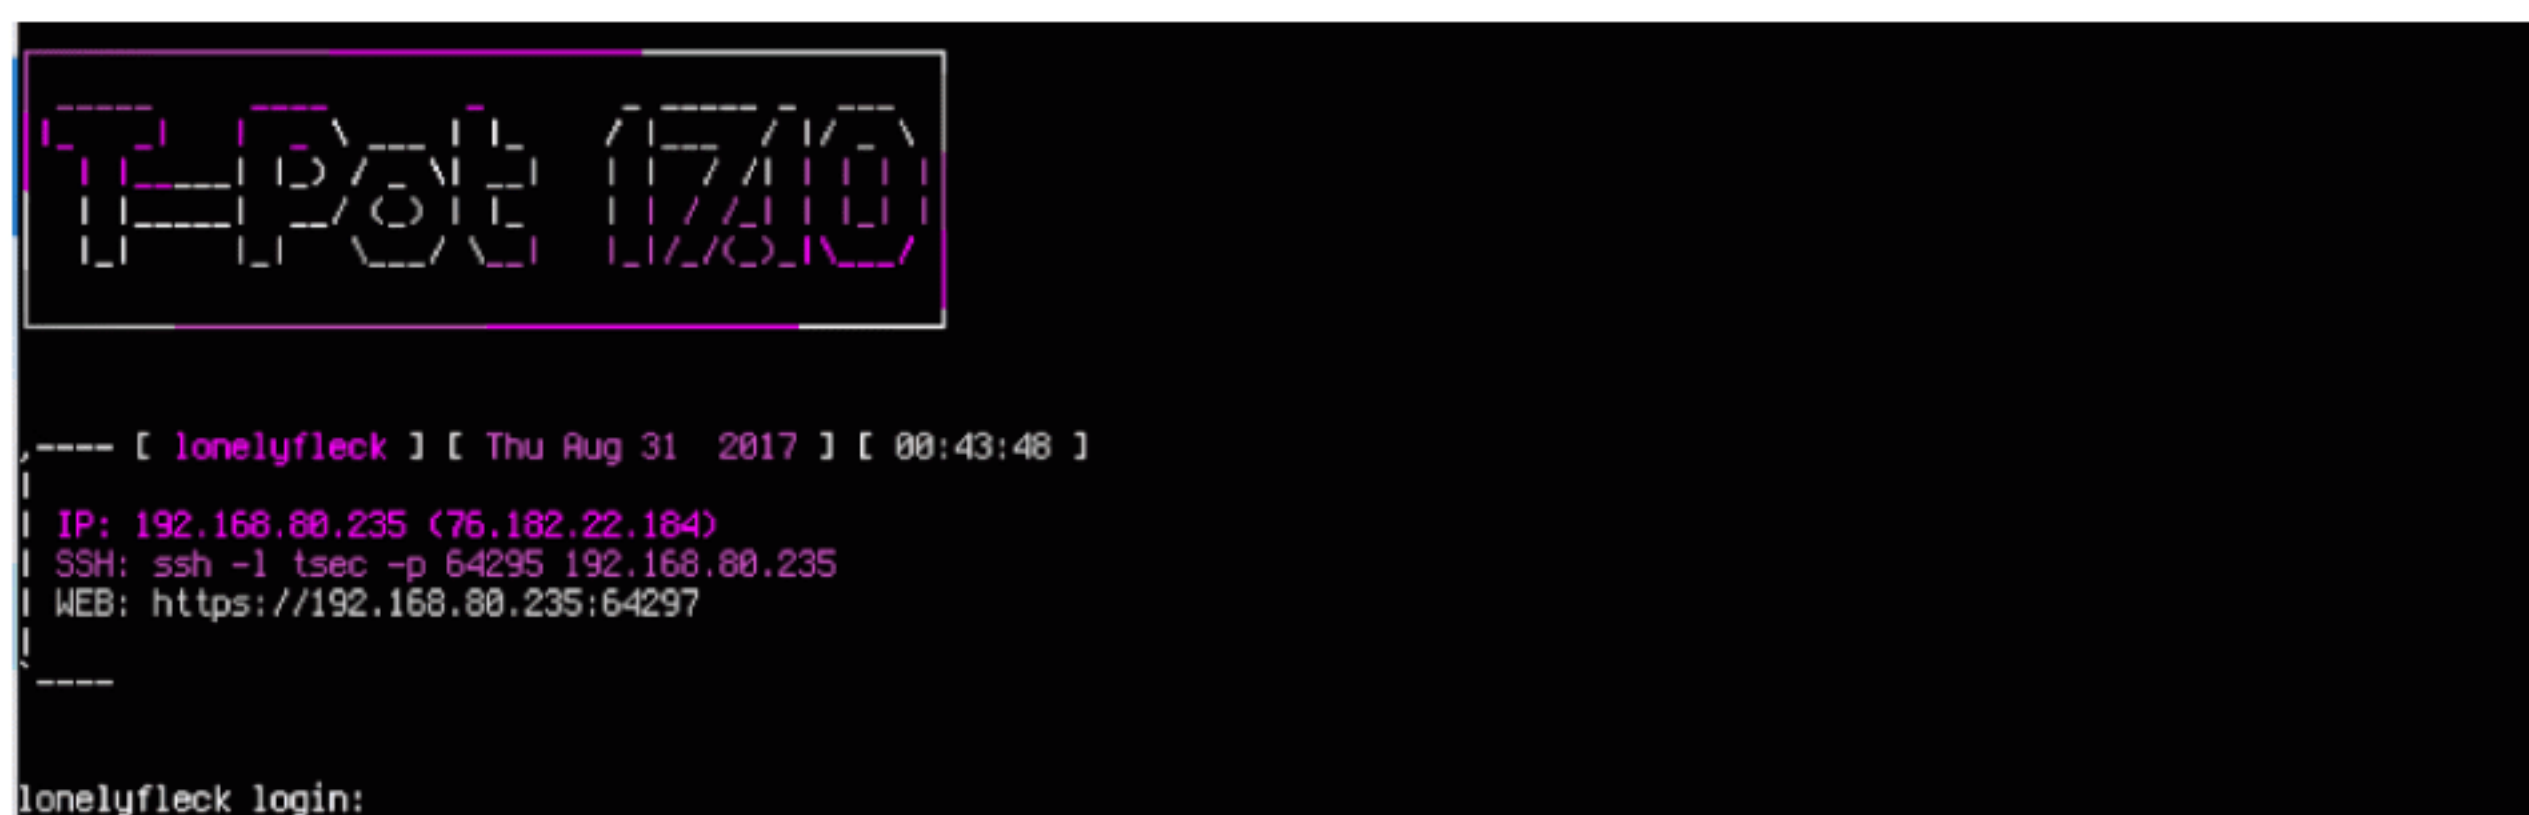 T-Pot 17.10
,---- [ lonelyfleck ] [ Thu Aug 31  2017 ] [ 00:43:48 ]
|
| IP: 192.168.80.235 (76.182.22.184)
| SSH: ssh -l tsec -p 64295 192.168.80.235
| WEB: https://192.168.80.235:64297
|
`----
lonelyfleck login: